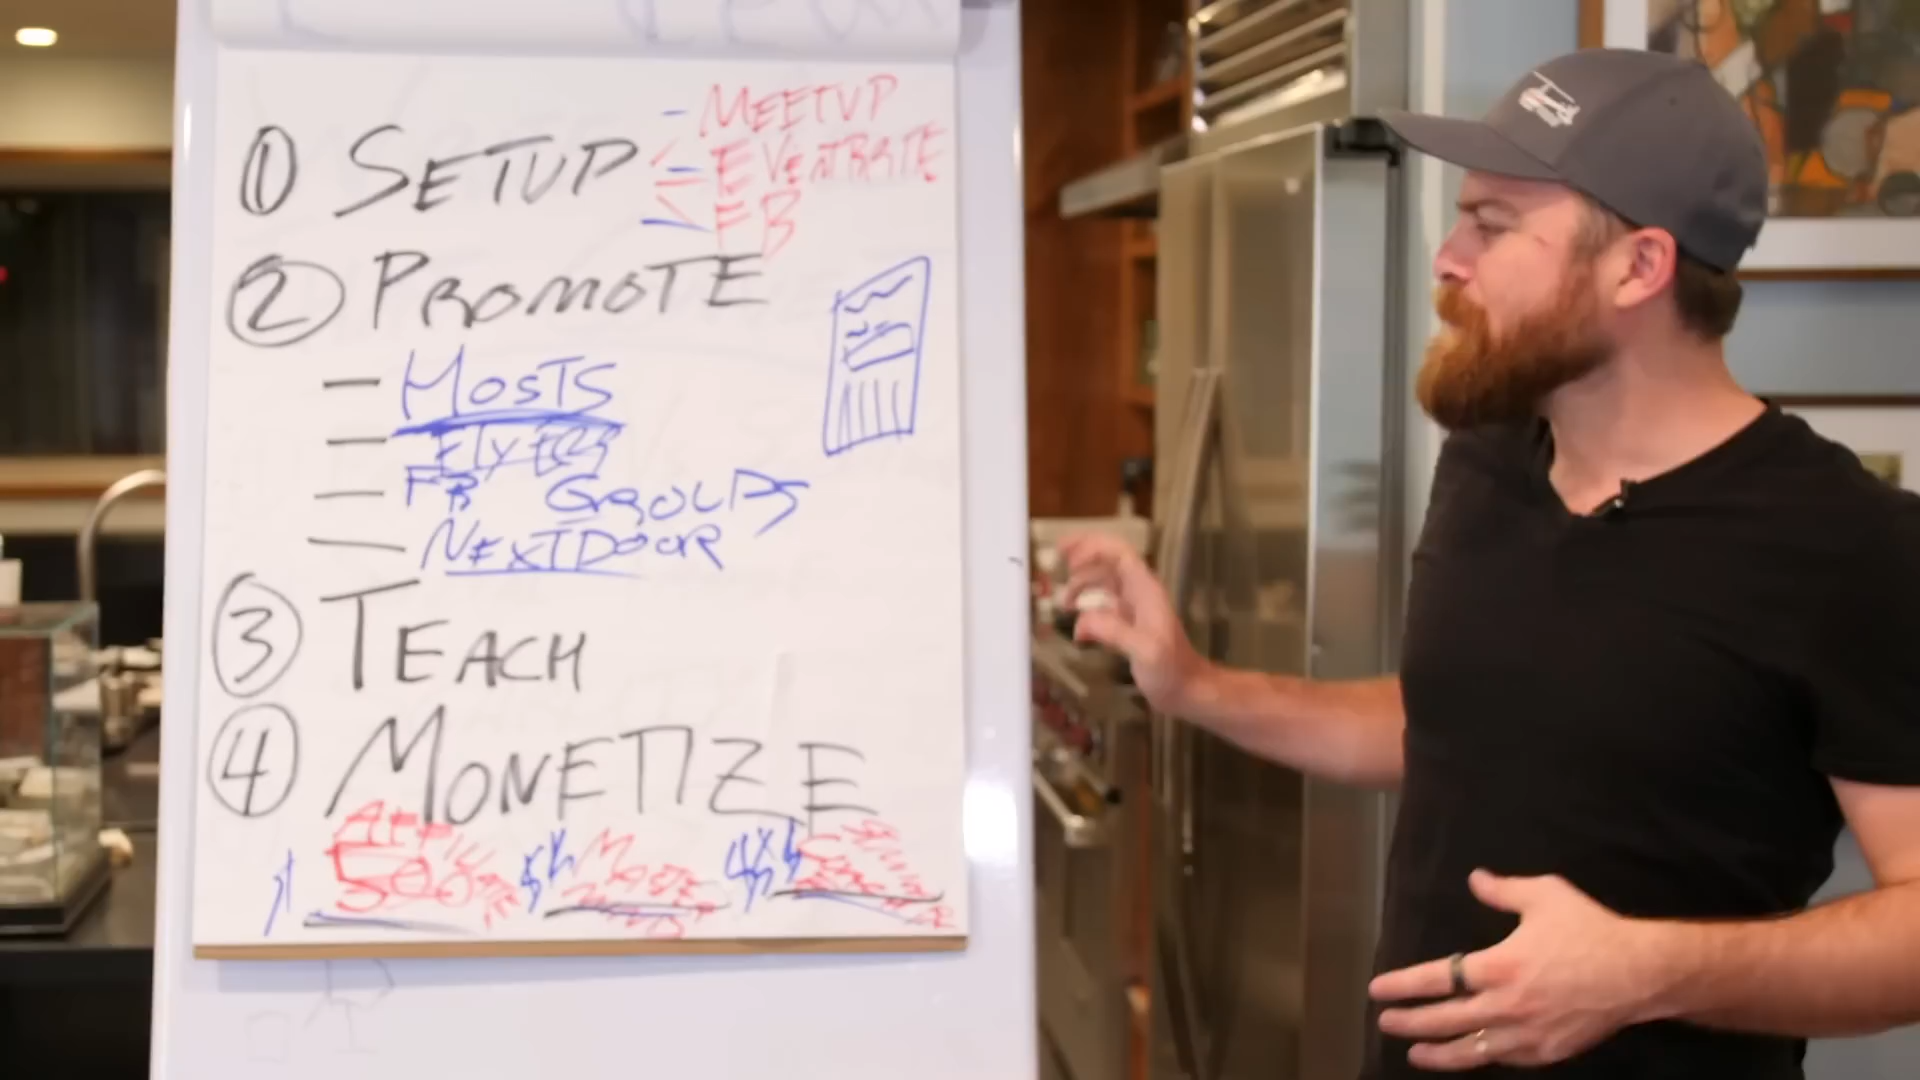 ① SETUP
- MEETUP
- EVENTBRITE
- FB
② PROMOTE
— HOSTS
— FLYERS
— FB GROUPS
— NEXTDOOR
③ TEACH
④ MONETIZE